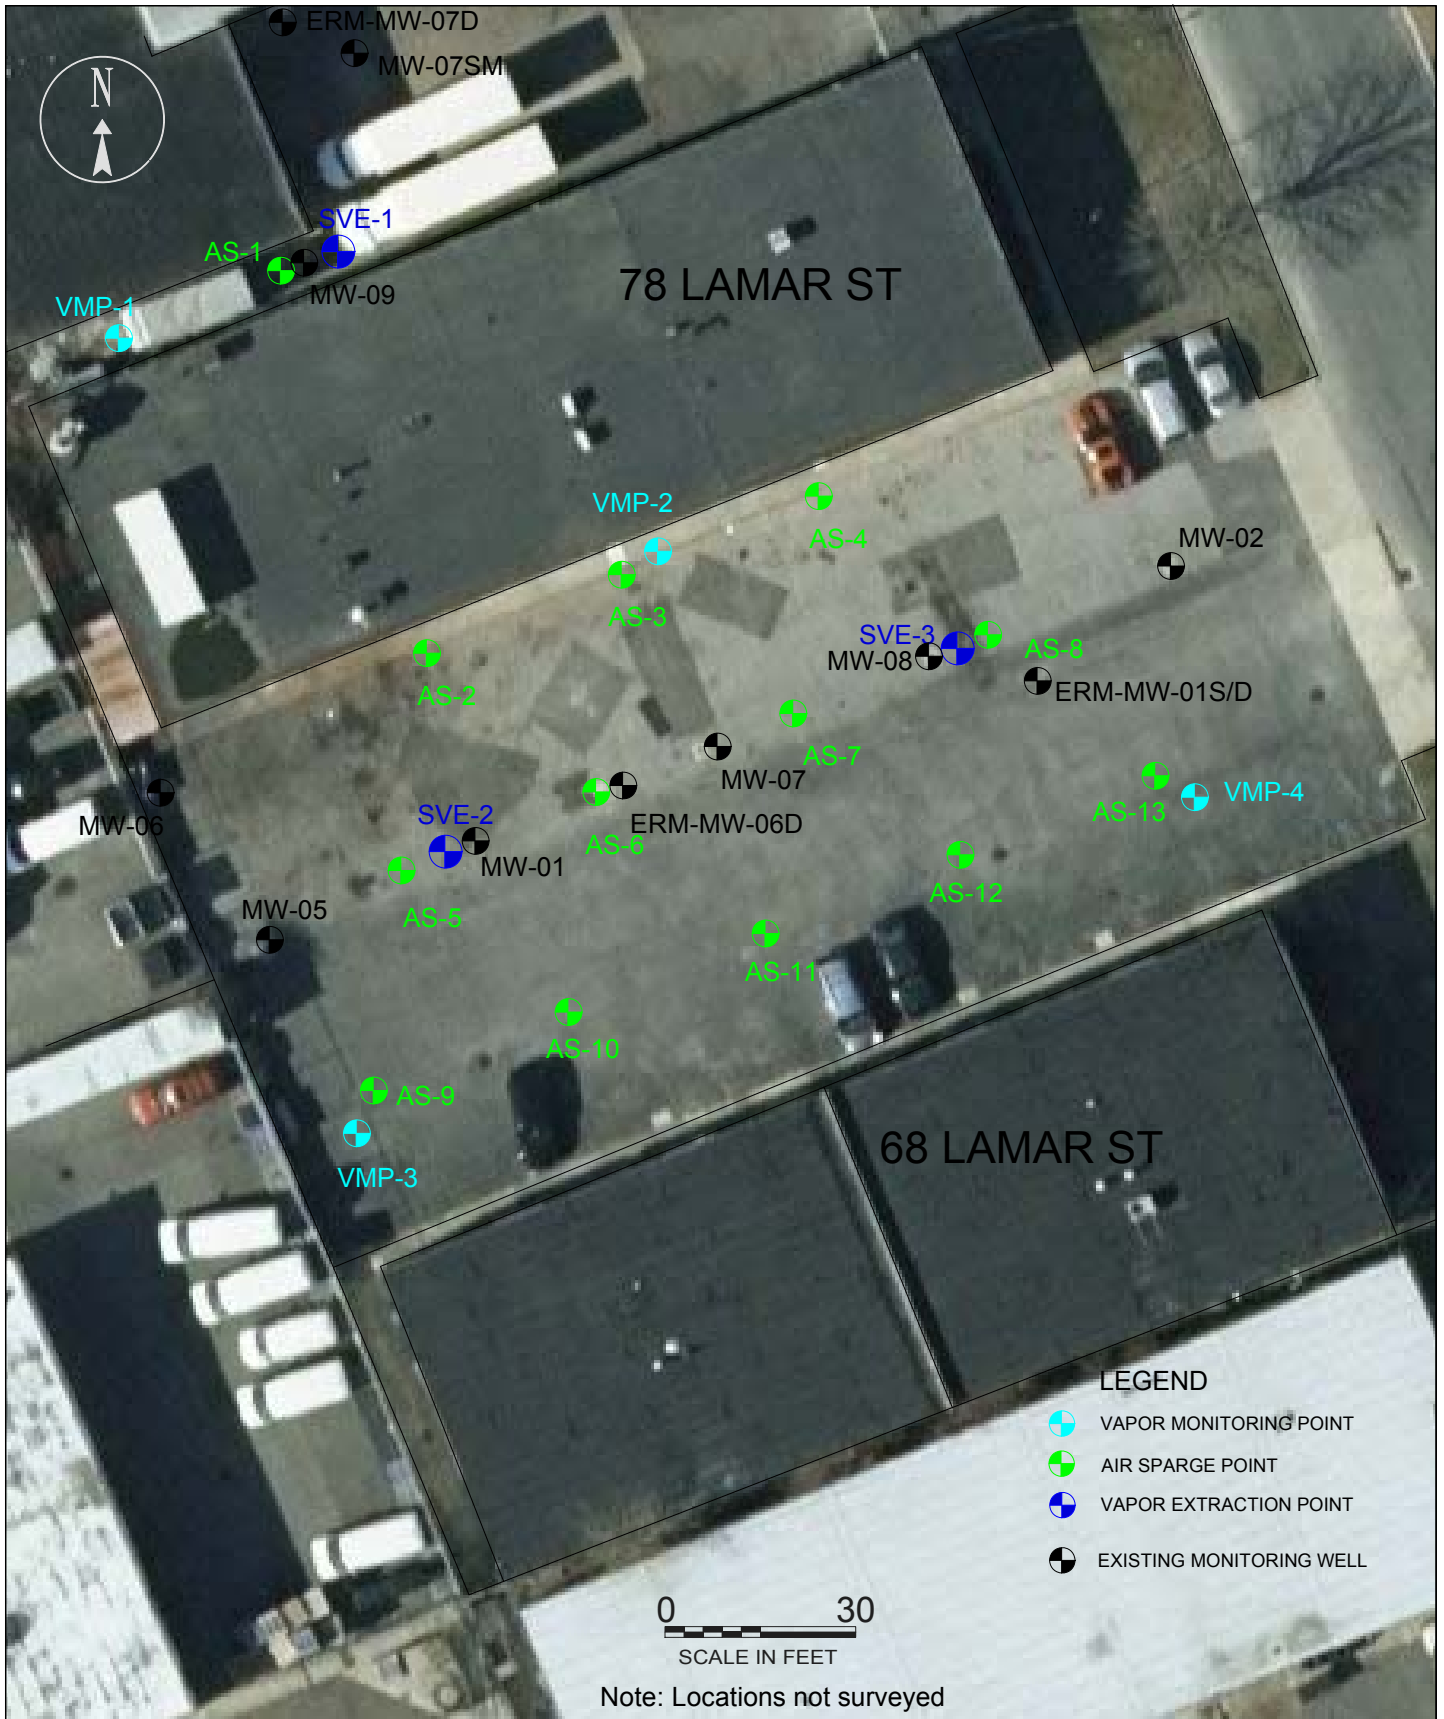 ERM-MW-07D
MW-07SM
N
SVE-1
AS-1
MW-09
VMP-1
78 LAMAR ST
VMP-2
AS-4
MW-02
AS-3
SVE-3
MW-08
AS-8
AS-2
ERM-MW-01S/D
AS-7
MW-07
VMP-4
AS-13
MW-06
SVE-2
ERM-MW-06D
AS-6
MW-01
AS-12
MW-05
AS-5
AS-11
AS-10
AS-9
68 LAMAR ST
VMP-3
LEGEND
VAPOR MONITORING POINT
AIR SPARGE POINT
VAPOR EXTRACTION POINT
EXISTING MONITORING WELL
0 30
SCALE IN FEET
Note: Locations not surveyed